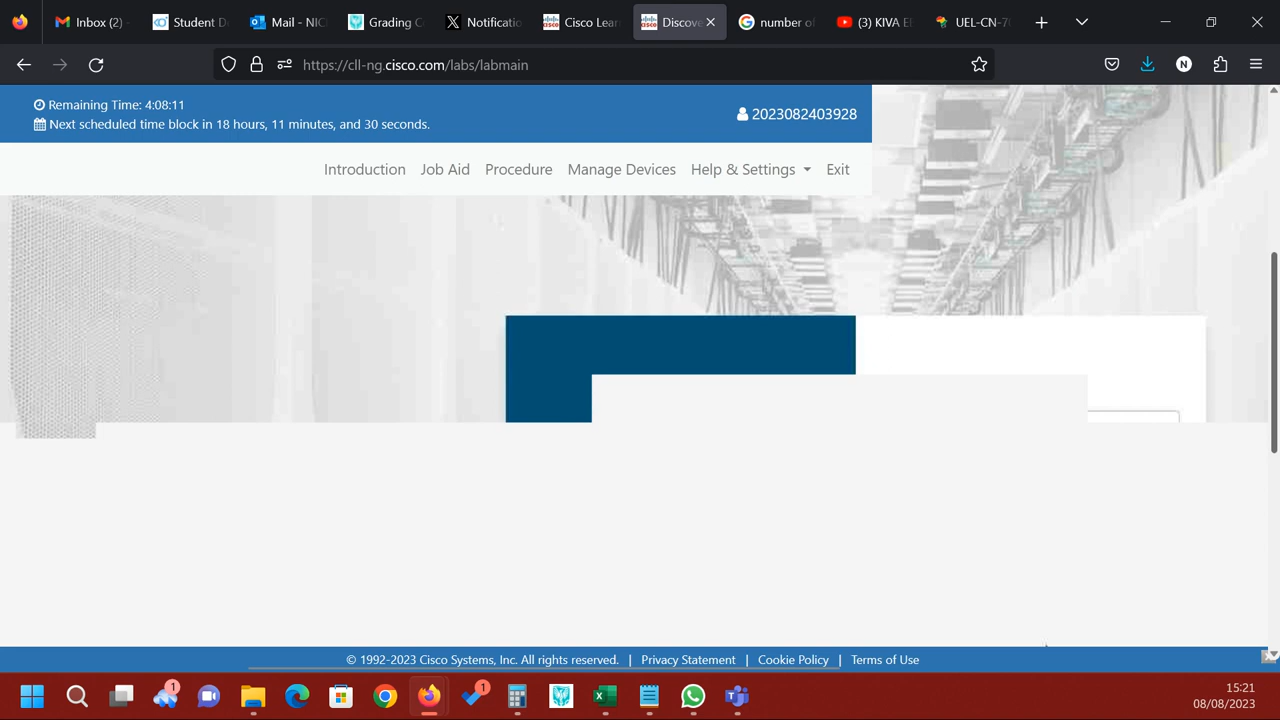 Inbox (2)
Student D
Mail - NIC
Grading C
Notificatio
Cisco Lear
Discove
number of
(3) KIVA E
UEL-CN-7
https://cll-ng.cisco.com/labs/labmain
N
Remaining Time: 4:08:11
Next scheduled time block in 18 hours, 11 minutes, and 30 seconds.
2023082403928
Introduction Job Aid Procedure Manage Devices Help & Settings Exit
© 1992-2023 Cisco Systems, Inc. All rights reserved. | Privacy Statement | Cookie Policy | Terms of Use
1
1
15:21
08/08/2023